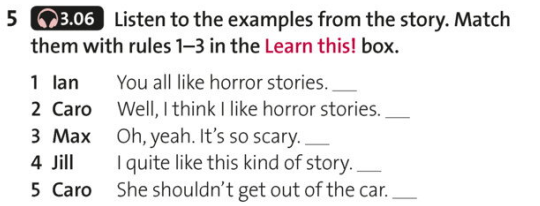 5 3.06 Listen to the examples from the story. Match
them with rules 1–3 in the Learn this! box.
1 Ian You all like horror stories. ___
2 Caro Well, I think I like horror stories. ___
3 Max Oh, yeah. It's so scary. ___
4 Jill I quite like this kind of story. ___
5 Caro She shouldn't get out of the car. ___